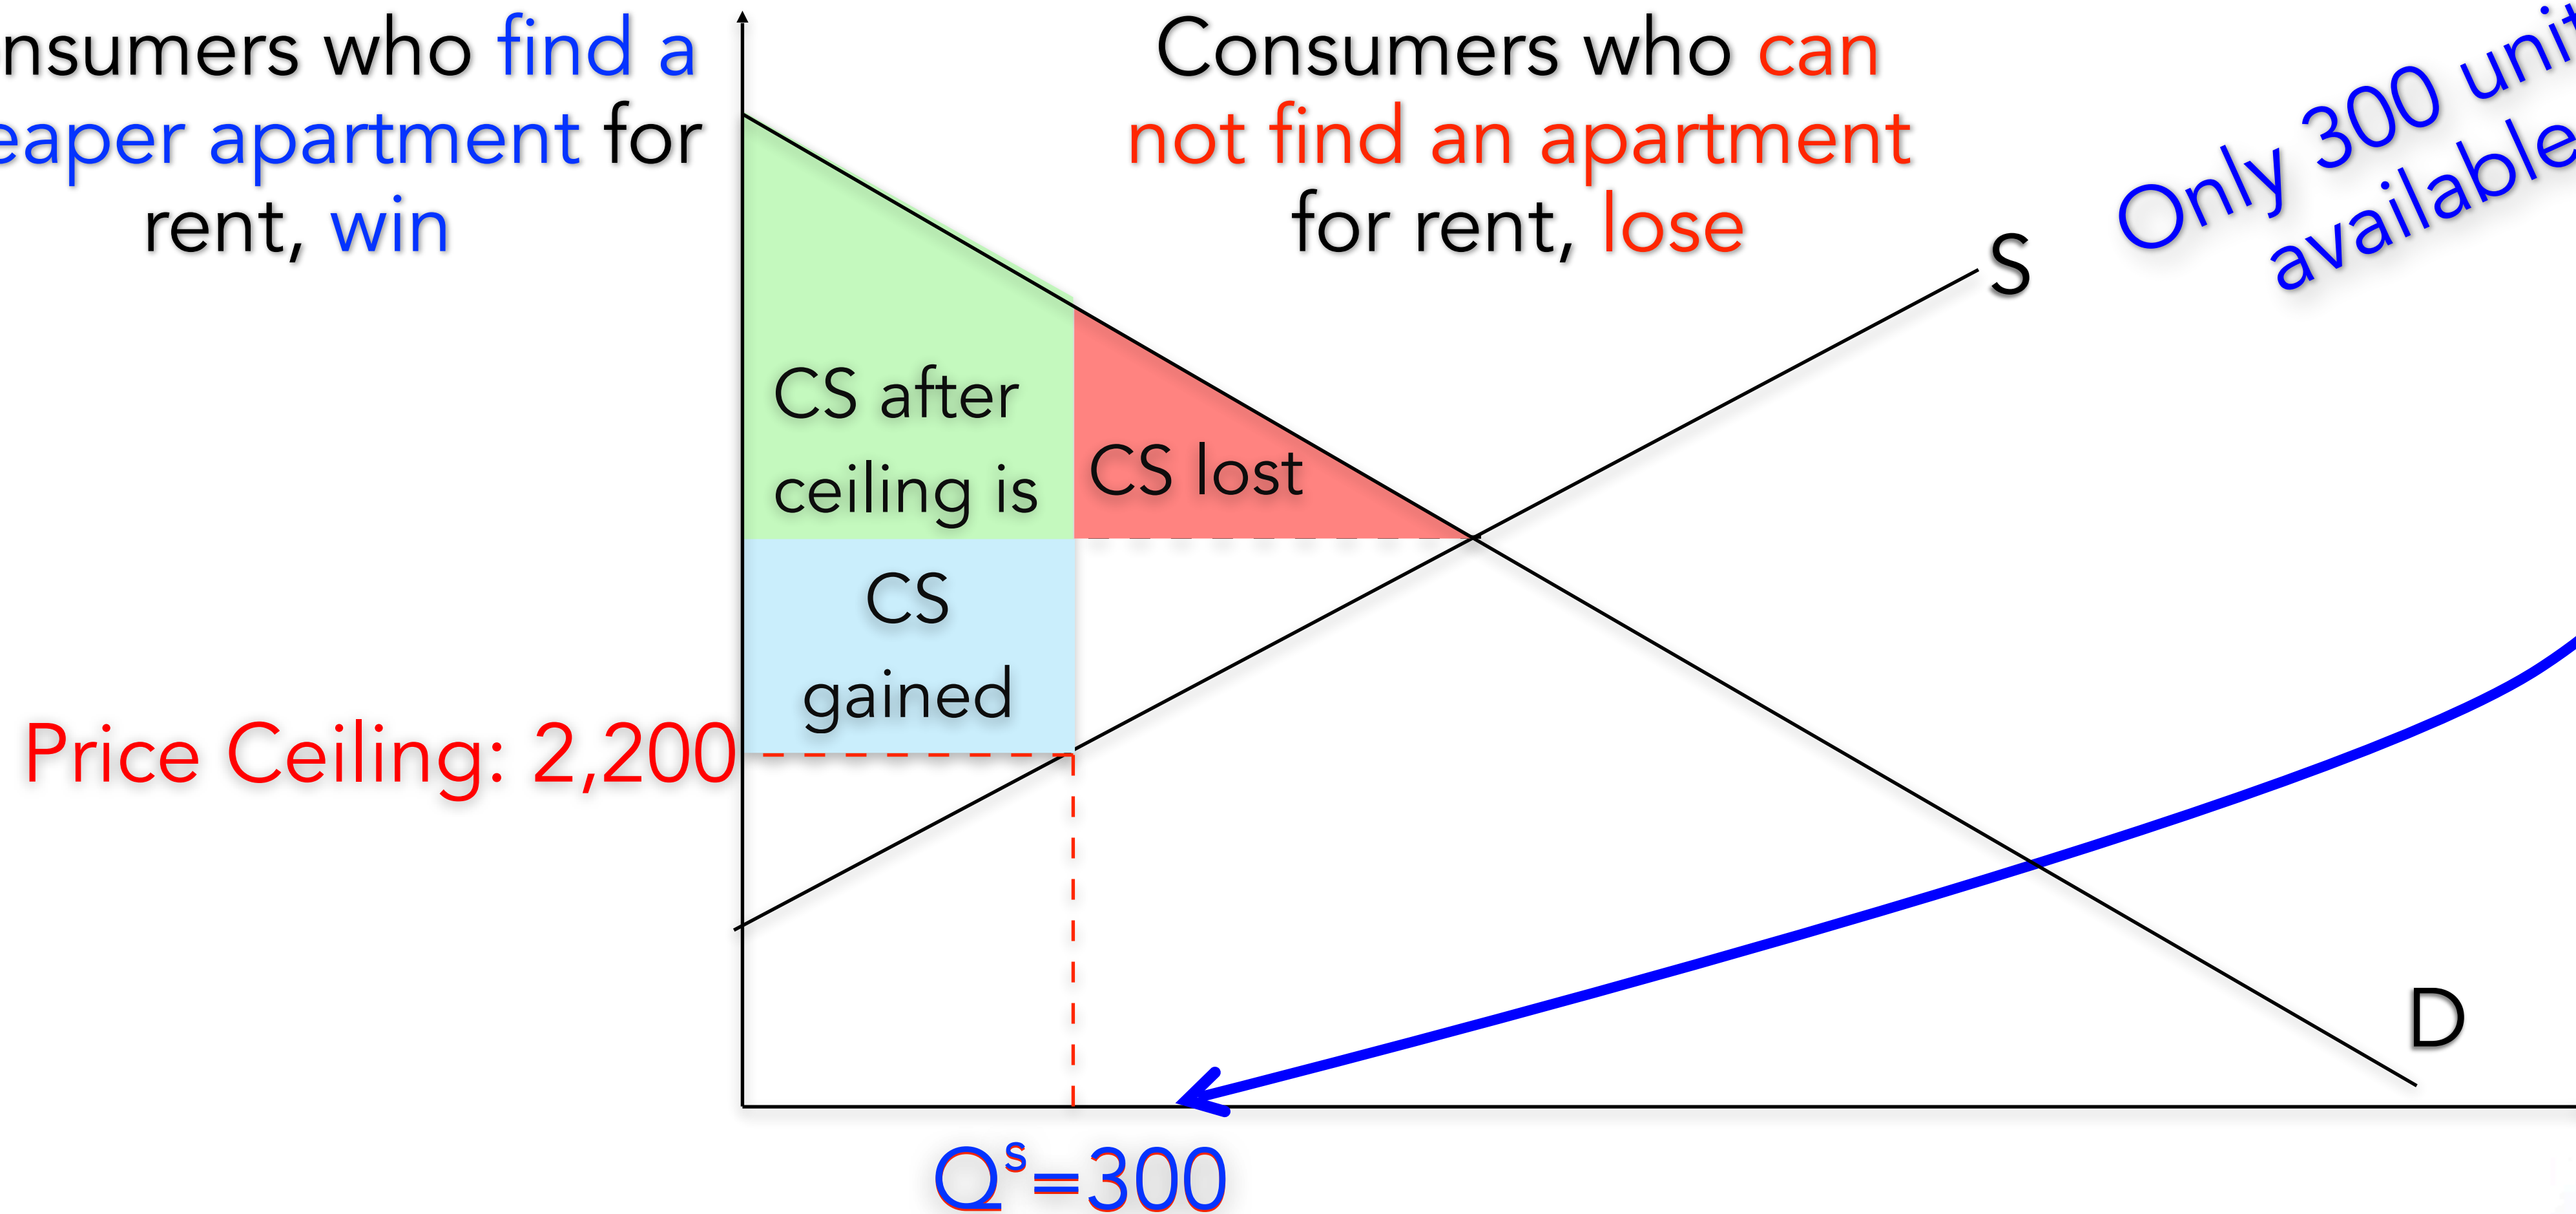 nsumers who find a
eaper apartment for
rent, win
Consumers who can
not find an apartment
for rent, lose
Only 300 unit
available
S
CS after
ceiling is
CS lost
CS
gained
Price Ceiling: 2,200
D
Qs=300